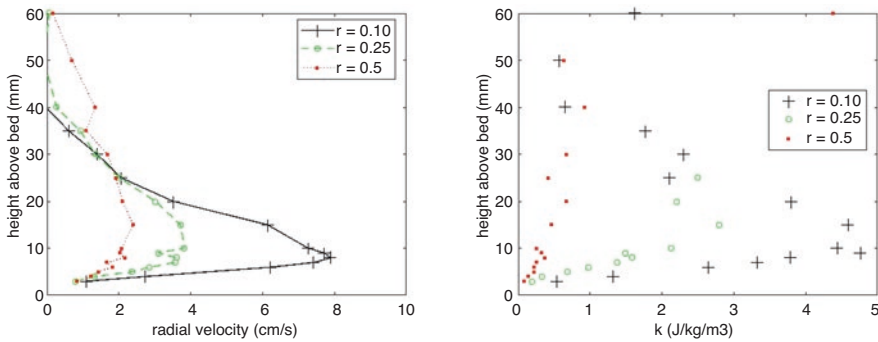 60
50
40
30
20
10
0
height above bed (mm)
0
2
4
6
8
10
radial velocity (cm/s)
r = 0.10
r = 0.25
r = 0.5
60
50
40
30
20
10
0
height above bed (mm)
0
1
2
3
4
5
k (J/kg/m3)
r = 0.10
r = 0.25
r = 0.5